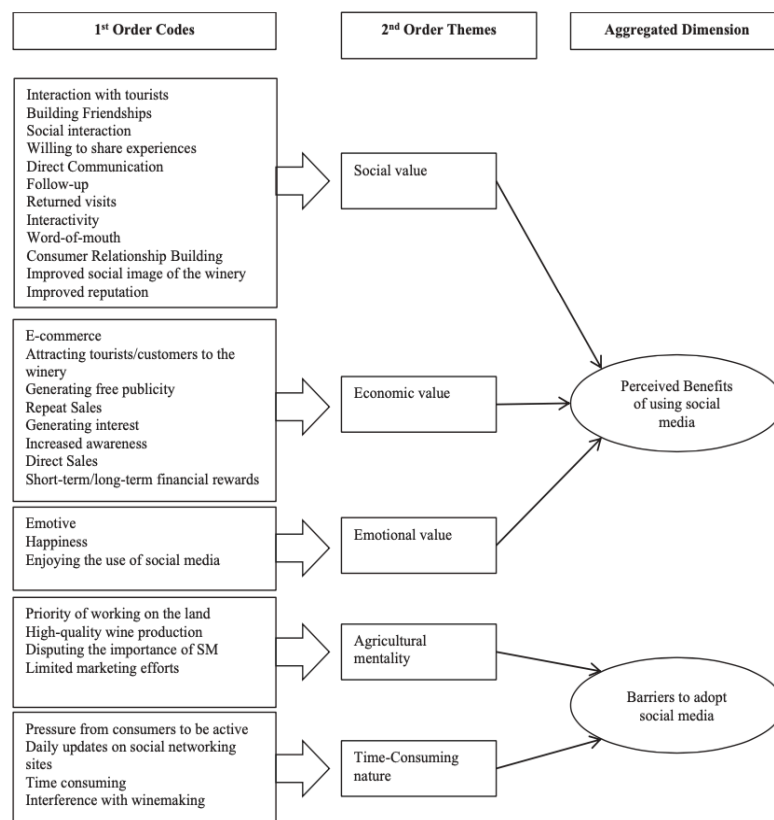 1st Order Codes
2nd Order Themes
Aggregated Dimension
Interaction with tourists
Building Friendships
Social interaction
Willing to share experiences
Direct Communication
Follow-up
Returned visits
Interactivity
Word-of-mouth
Consumer Relationship Building
Improved social image of the winery
Improved reputation
Social value
E-commerce
Attracting tourists/customers to the
winery
Generating free publicity
Repeat Sales
Generating interest
Increased awareness
Direct Sales
Short-term/long-term financial rewards
Economic value
Emotive
Happiness
Enjoying the use of social media
Emotional value
Perceived Benefits
of using social
media
Priority of working on the land
High-quality wine production
Disputing the importance of SM
Limited marketing efforts
Agricultural
mentality
Pressure from consumers to be active
Daily updates on social networking
sites
Time consuming
Interference with winemaking
Time-Consuming
nature
Barriers to adopt
social media